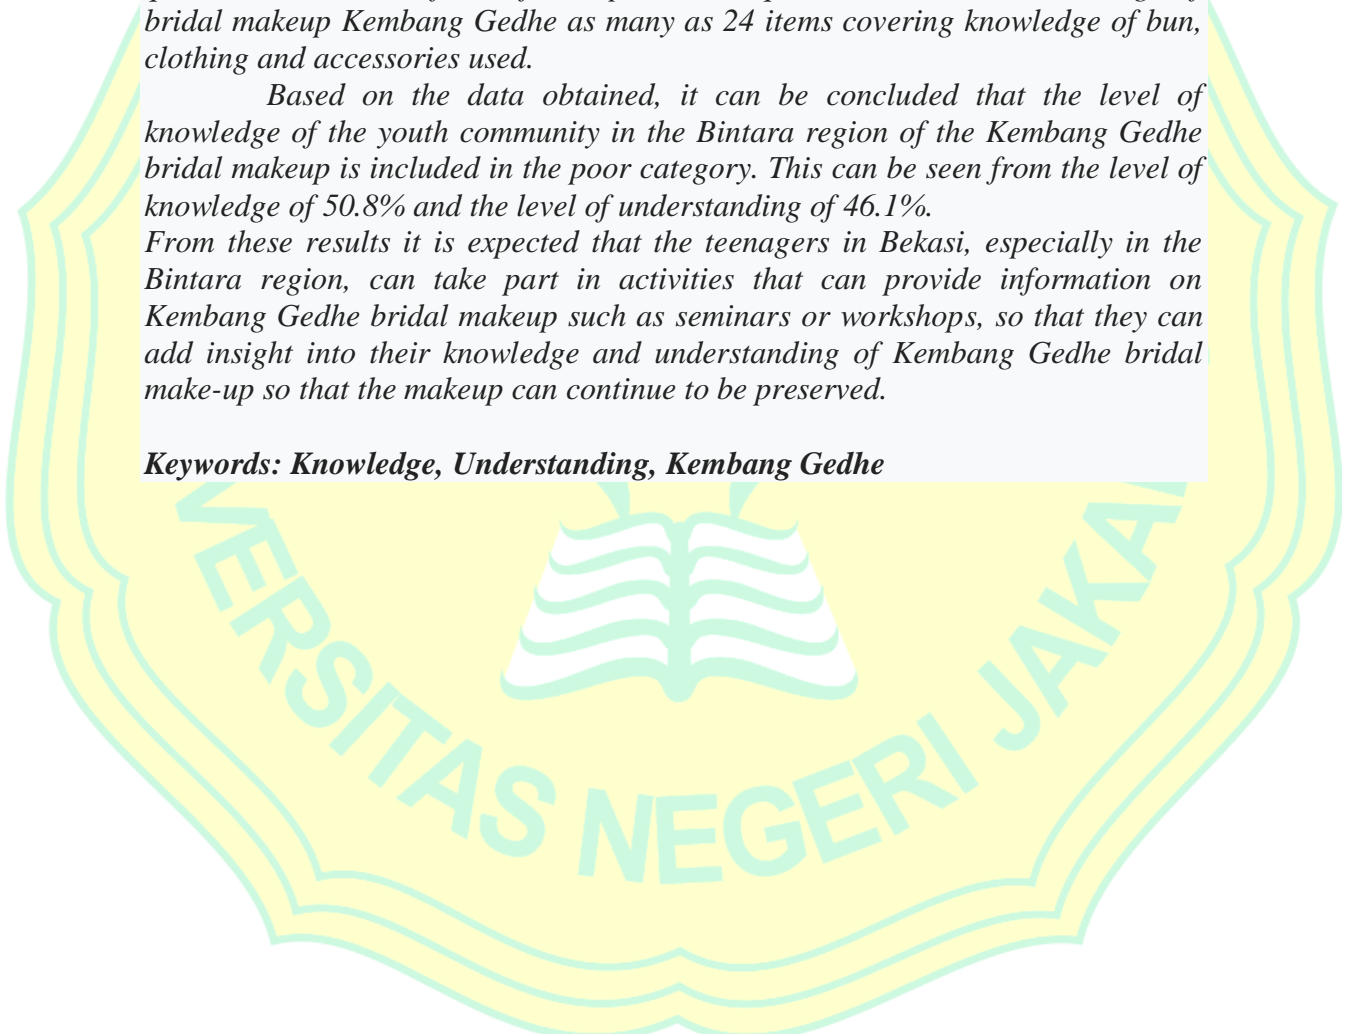 bridal makeup Kembang Gedhe as many as 24 items covering knowledge of bun,
clothing and accessories used.
Based on the data obtained, it can be concluded that the level of
knowledge of the youth community in the Bintara region of the Kembang Gedhe
bridal makeup is included in the poor category. This can be seen from the level of
knowledge of 50.8% and the level of understanding of 46.1%.
From these results it is expected that the teenagers in Bekasi, especially in the
Bintara region, can take part in activities that can provide information on
Kembang Gedhe bridal makeup such as seminars or workshops, so that they can
add insight into their knowledge and understanding of Kembang Gedhe bridal
make-up so that the makeup can continue to be preserved.
Keywords: Knowledge, Understanding, Kembang Gedhe
VERSITAS NEGERI JAKA